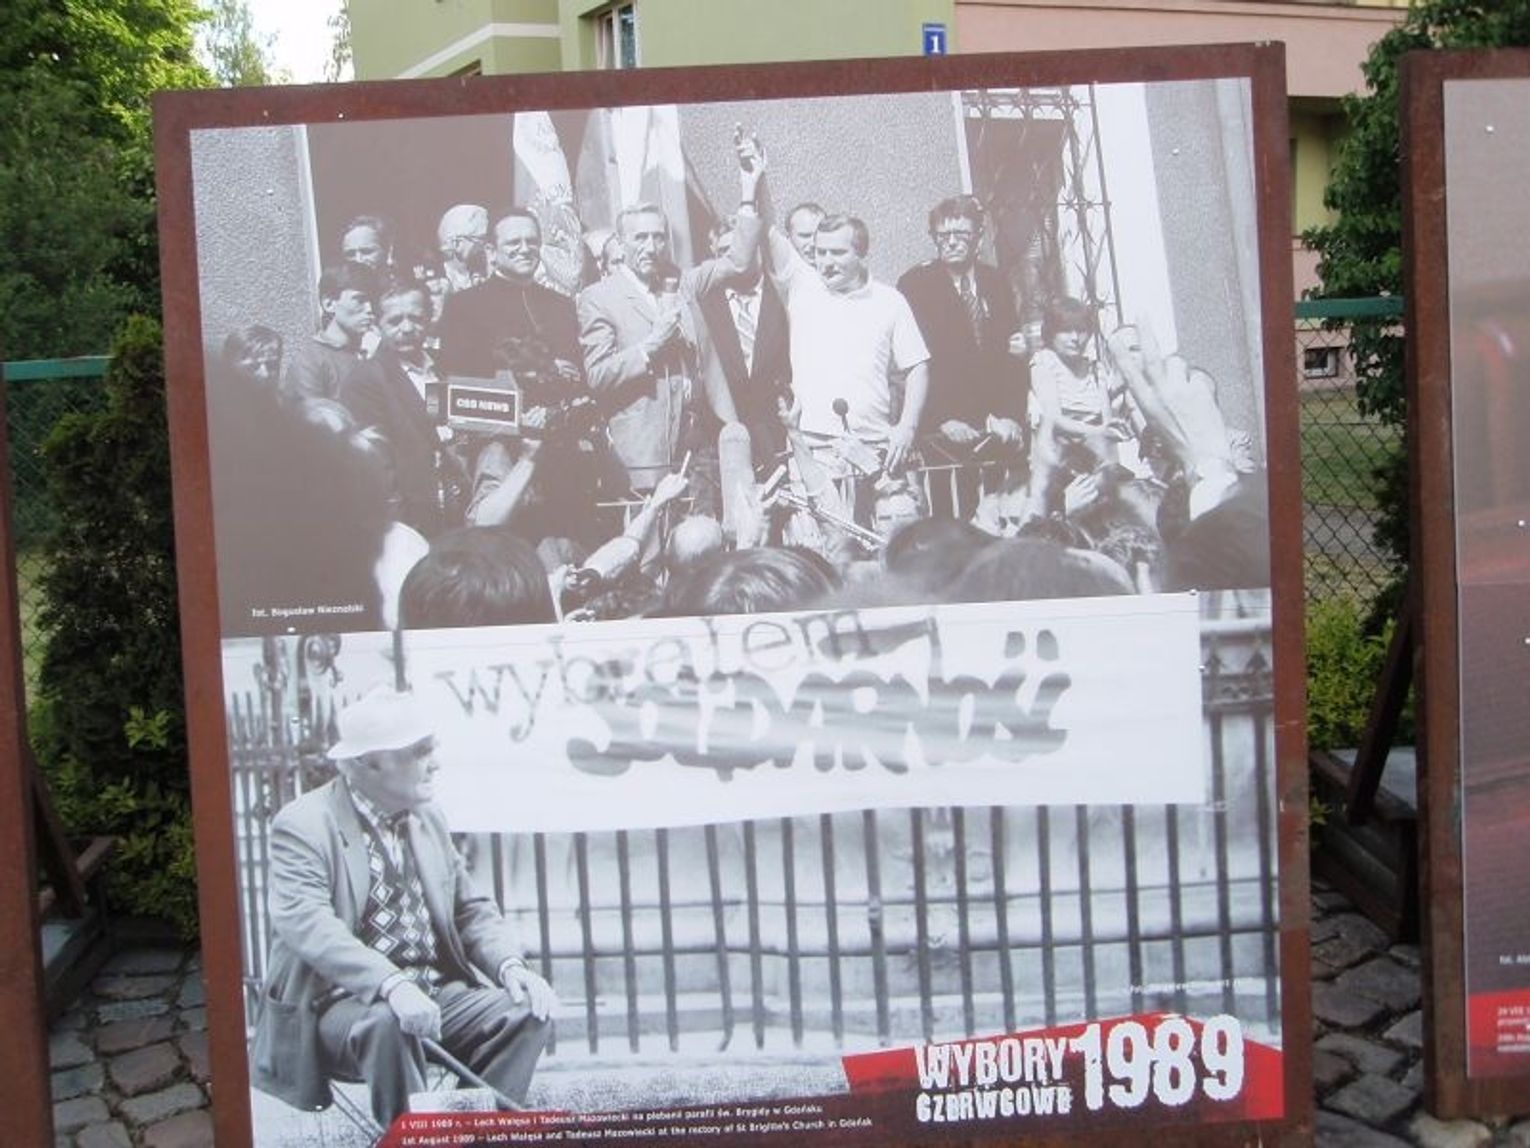 1
CBS NEWS
fot. Bogusław Nieznalski
wybrałem
SOLIDARNOŚĆ
WYBORY 1989
CZERWCOWE
1 VIII 1989 r. – Lech Wałęsa i Tadeusz Mazowiecki na plebanii parafii św. Brygidy w Gdańsku
1st August 1989 – Lech Wałęsa and Tadeusz Mazowiecki at the rectory of St Brigitte's Church in Gdańsk